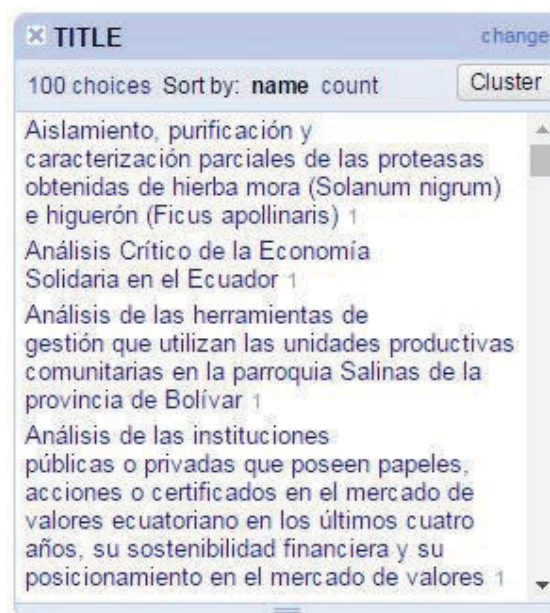 TITLE change
100 choices Sort by: name count Cluster
Aislamiento, purificación y
caracterización parciales de las proteasas
obtenidas de hierba mora (Solanum nigrum)
e higuerón (Ficus apollinaris) 1
Análisis Crítico de la Economía
Solidaria en el Ecuador 1
Análisis de las herramientas de
gestión que utilizan las unidades productivas
comunitarias en la parroquia Salinas de la
provincia de Bolívar 1
Análisis de las instituciones
públicas o privadas que poseen papeles,
acciones o certificados en el mercado de
valores ecuatoriano en los últimos cuatro
años, su sostenibilidad financiera y su
posicionamiento en el mercado de valores 1